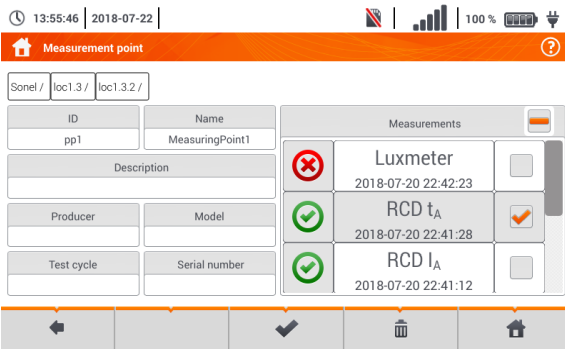 13:55:46 2018-07-22 100 %
Measurement point ?
Sonel / loc1.3 / loc1.3.2 /
ID Name Measurements
pp1 MeasuringPoint1
Description
Luxmeter
2018-07-20 22:42:23
Producer Model
RCD tA
2018-07-20 22:41:28
Test cycle Serial number
RCD IA
2018-07-20 22:41:12